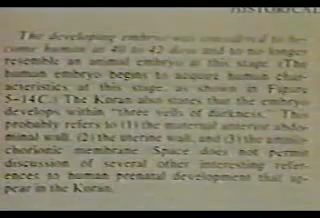 HISTORICAL
The developing embryo was considered to be-
come human at 40 to 42 days and to no longer
resemble an animal embryo at this stage. (The
human embryo begins to acquire human char-
acteristics at this stage, as shown in Figure
5-14C.) The Koran also states that the embryo
develops within "three veils of darkness." This
probably refers to (1) the maternal anterior abdo-
minal wall, (2) the uterine wall, and (3) the amnio-
chorionic membrane. Space does not permit
discussion of several other interesting refer-
ences to human prenatal development that ap-
pear in the Koran.